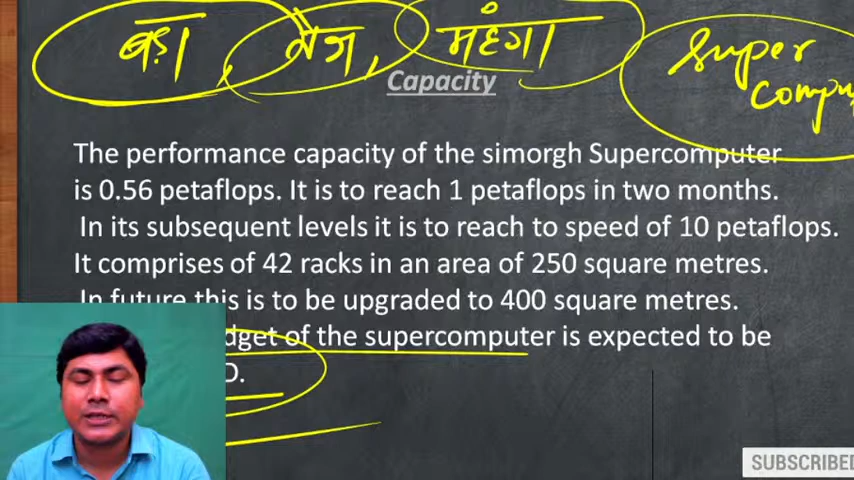 बड़ा, तेज, महंगा
Super
Compu
Capacity
The performance capacity of the simorgh Supercomputer
is 0.56 petaflops. It is to reach 1 petaflops in two months.
In its subsequent levels it is to reach to speed of 10 petaflops.
It comprises of 42 racks in an area of 250 square metres.
In future this is to be upgraded to 400 square metres.
dget of the supercomputer is expected to be
D.
SUBSCRIBED